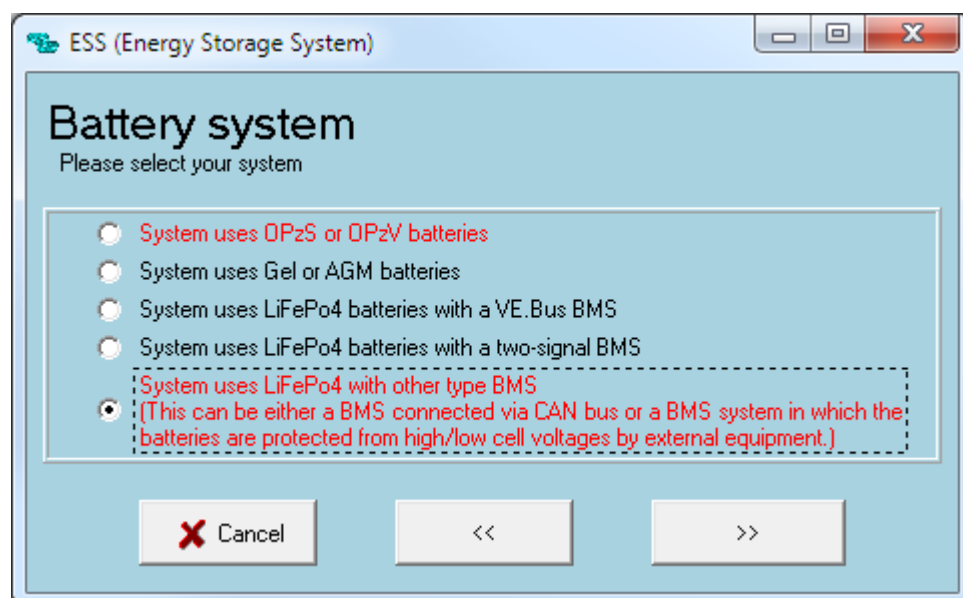 ESS (Energy Storage System)
Battery system
Please select your system
System uses OPzS or OPzV batteries
System uses Gel or AGM batteries
System uses LiFePo4 batteries with a VE.Bus BMS
System uses LiFePo4 batteries with a two-signal BMS
System uses LiFePo4 with other type BMS
(This can be either a BMS connected via CAN bus or a BMS system in which the
batteries are protected from high/low cell voltages by external equipment.)
Cancel
<<
>>